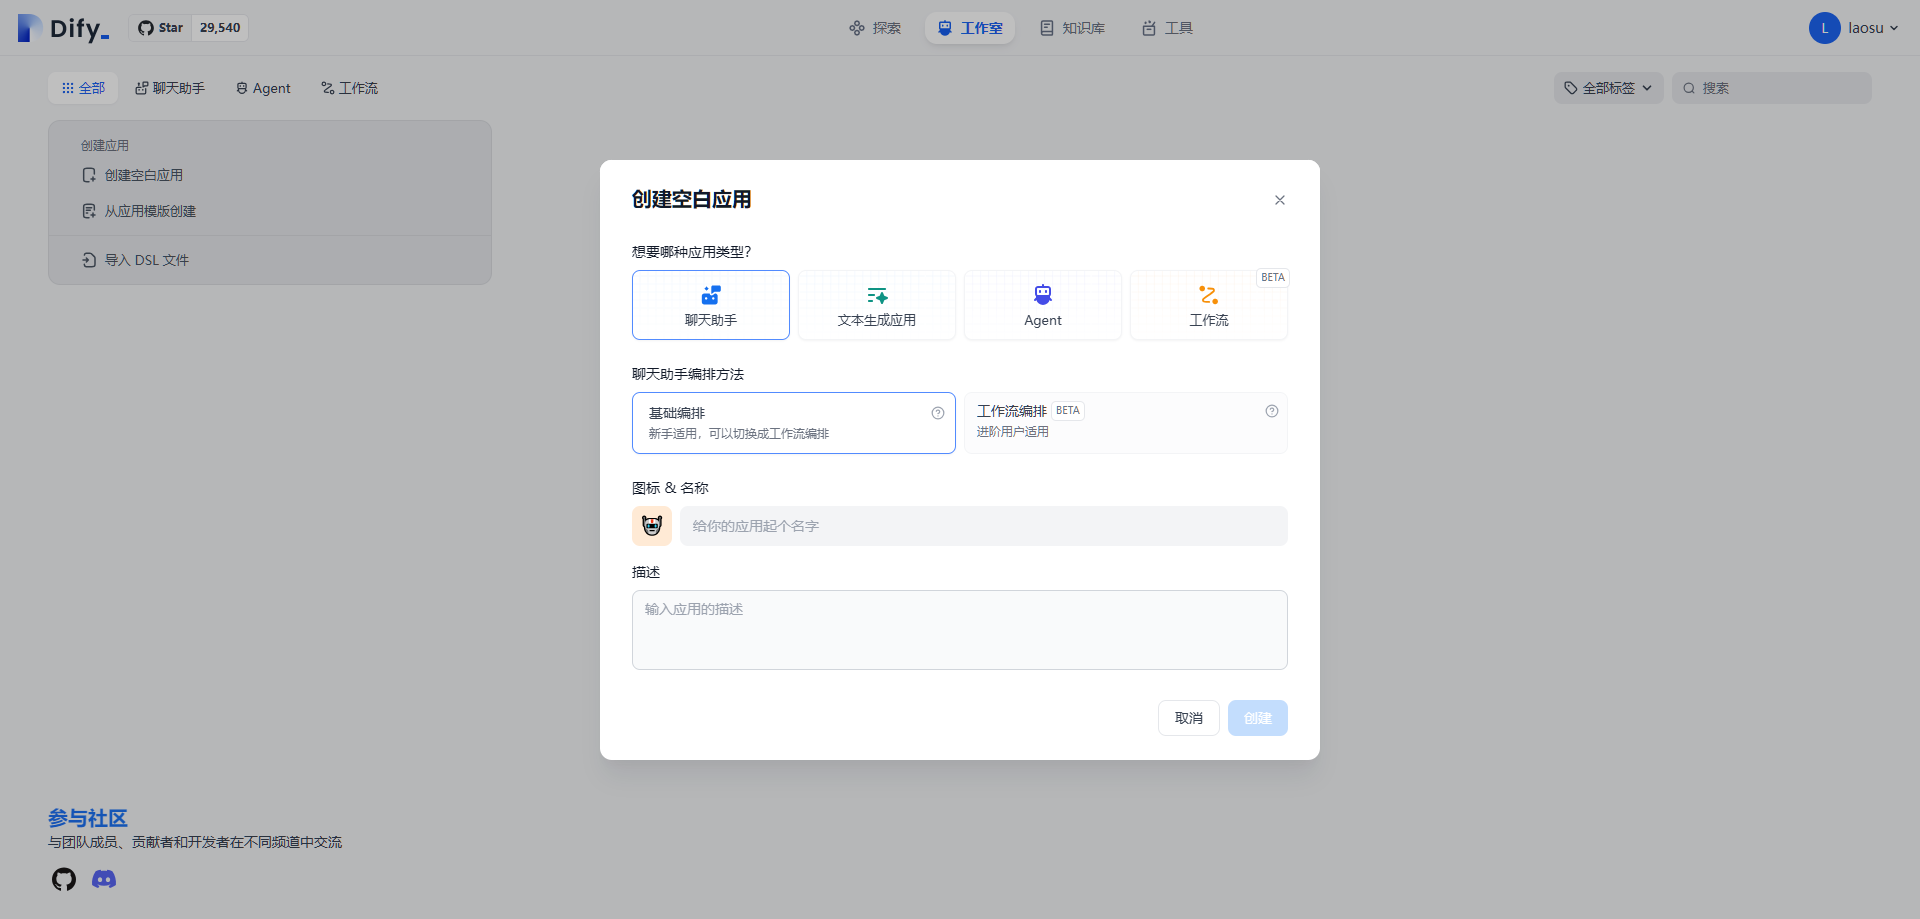 Dify_
Star 29,540
探索
工作室
知识库
工具
L laosu
全部
聊天助手
Agent
工作流
全部标签
搜索
创建应用
创建空白应用
从应用模版创建
导入 DSL 文件
创建空白应用
想要哪种应用类型?
聊天助手
文本生成应用
Agent
工作流
BETA
聊天助手编排方法
基础编排
新手适用，可以切换成工作流编排
工作流编排 BETA
进阶用户适用
图标 & 名称
给你的应用起个名字
描述
输入应用的描述
取消
创建
参与社区
与团队成员、贡献者和开发者在不同频道中交流